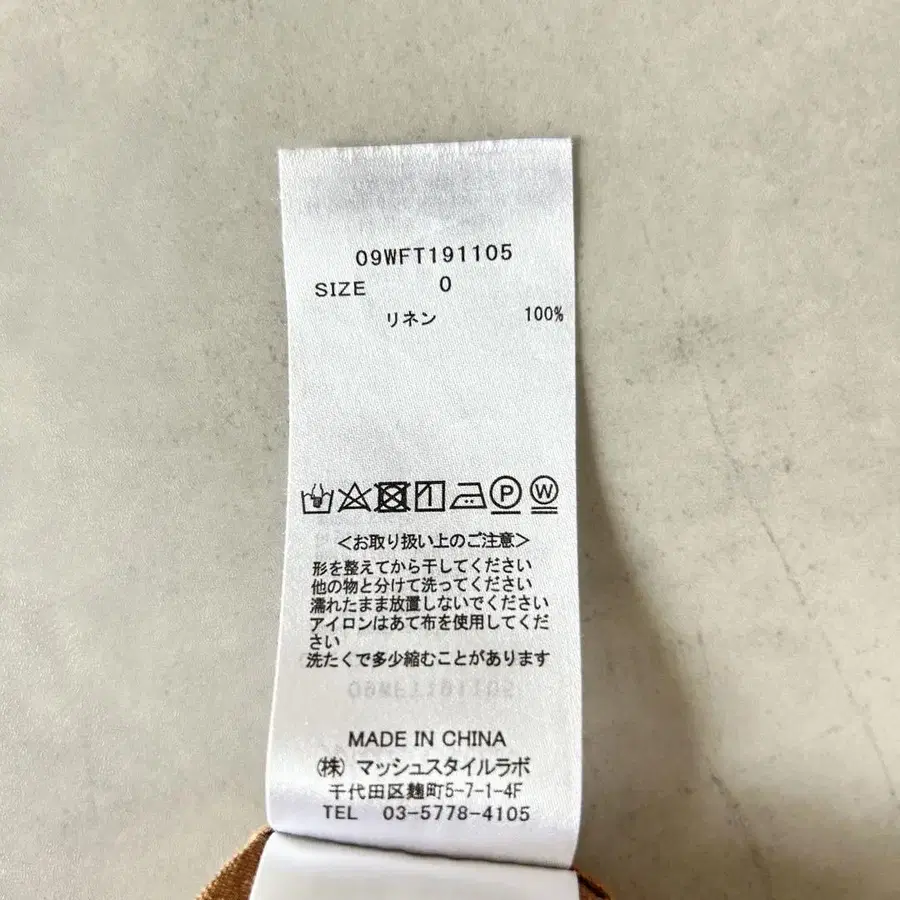 09WFT191105
SIZE 0
リネン 100%
P W
<お取り扱い上のご注意>
形を整えてから干してください
他の物と分けて洗ってください
濡れたまま放置しないでください
アイロンはあて布を使用してくだ
さい
洗たくで多少縮むことがあります
MADE IN CHINA
(株) マッシュスタイルラボ
千代田区麹町5-7-1-4F
TEL 03-5778-4105